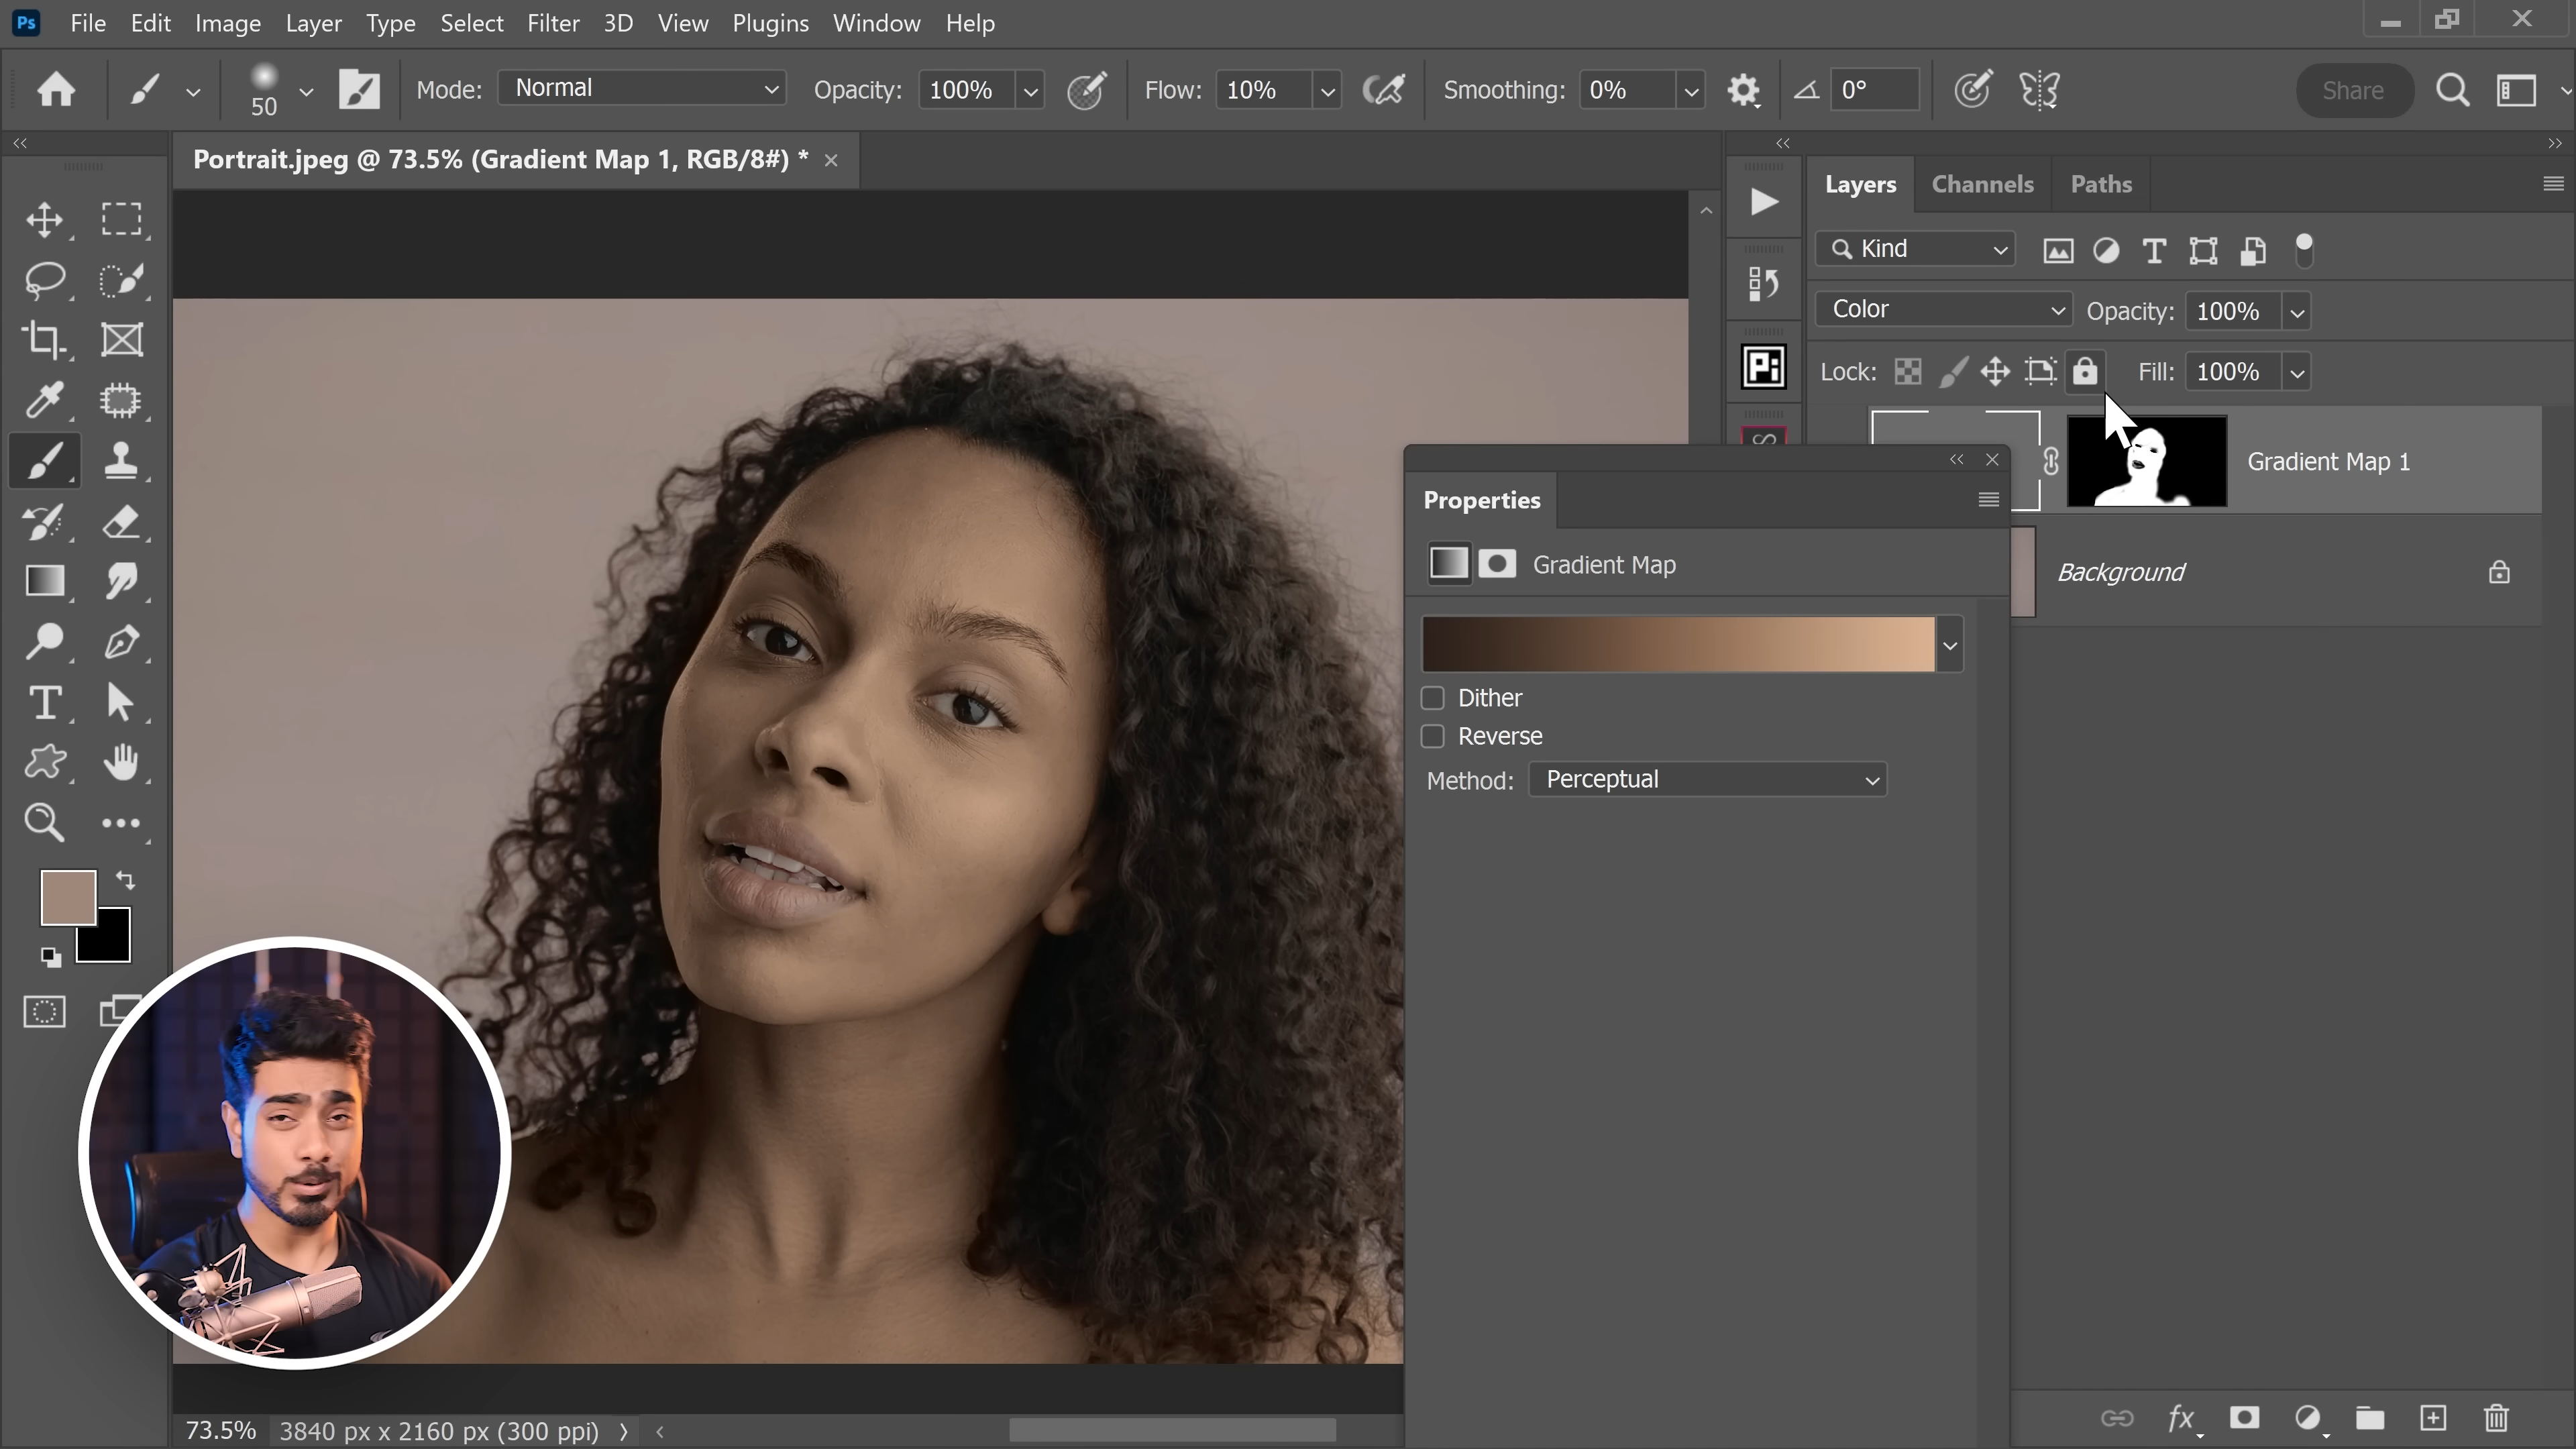 Ps File Edit Image Layer Type Select Filter 3D View Plugins Window Help
50 Mode: Normal Opacity: 100% Flow: 10% Smoothing: 0% 0° Share
Portrait.jpeg @ 73.5% (Gradient Map 1, RGB/8#) *
Layers Channels Paths
Kind
Color Opacity: 100%
Lock: Fill: 100%
Pi
Gradient Map 1
Properties
Gradient Map
Background
Dither
Reverse
Method: Perceptual
73.5% 3840 px x 2160 px (300 ppi)
fx